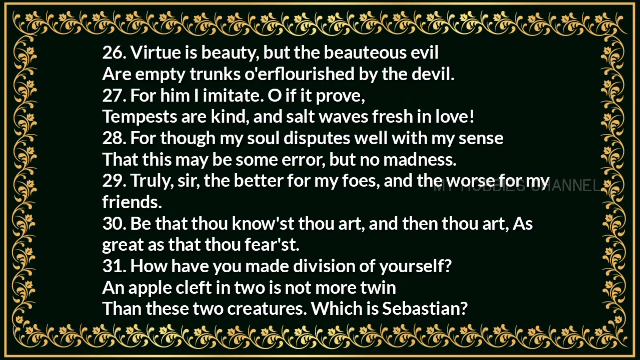 26. Virtue is beauty, but the beauteous evil
Are empty trunks o'erflourished by the devil.
27. For him I imitate. O if it prove,
Tempests are kind, and salt waves fresh in love!
28. For though my soul disputes well with my sense
That this may be some error, but no madness.
29. Truly, sir, the better for my foes, and the worse for my
friends.
MY HOBBIES CHANNEL
30. Be that thou know'st thou art, and then thou art, As
great as that thou fear'st.
31. How have you made division of yourself?
An apple cleft in two is not more twin
Than these two creatures. Which is Sebastian?